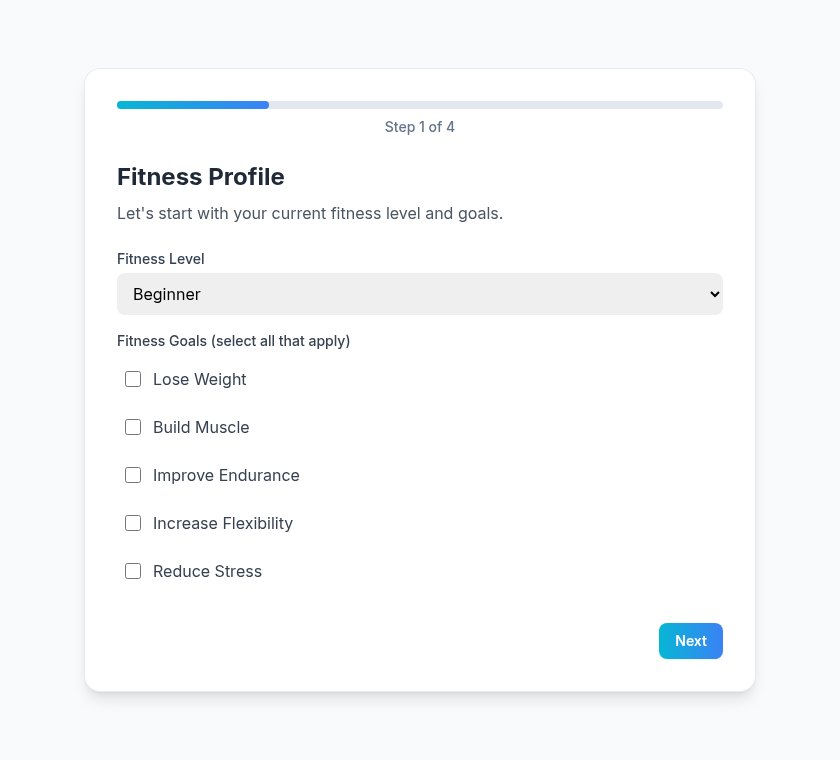 Step 1 of 4
Fitness Profile
Let's start with your current fitness level and goals.
Fitness Level
Beginner
Fitness Goals (select all that apply)
Lose Weight
Build Muscle
Improve Endurance
Increase Flexibility
Reduce Stress
Next